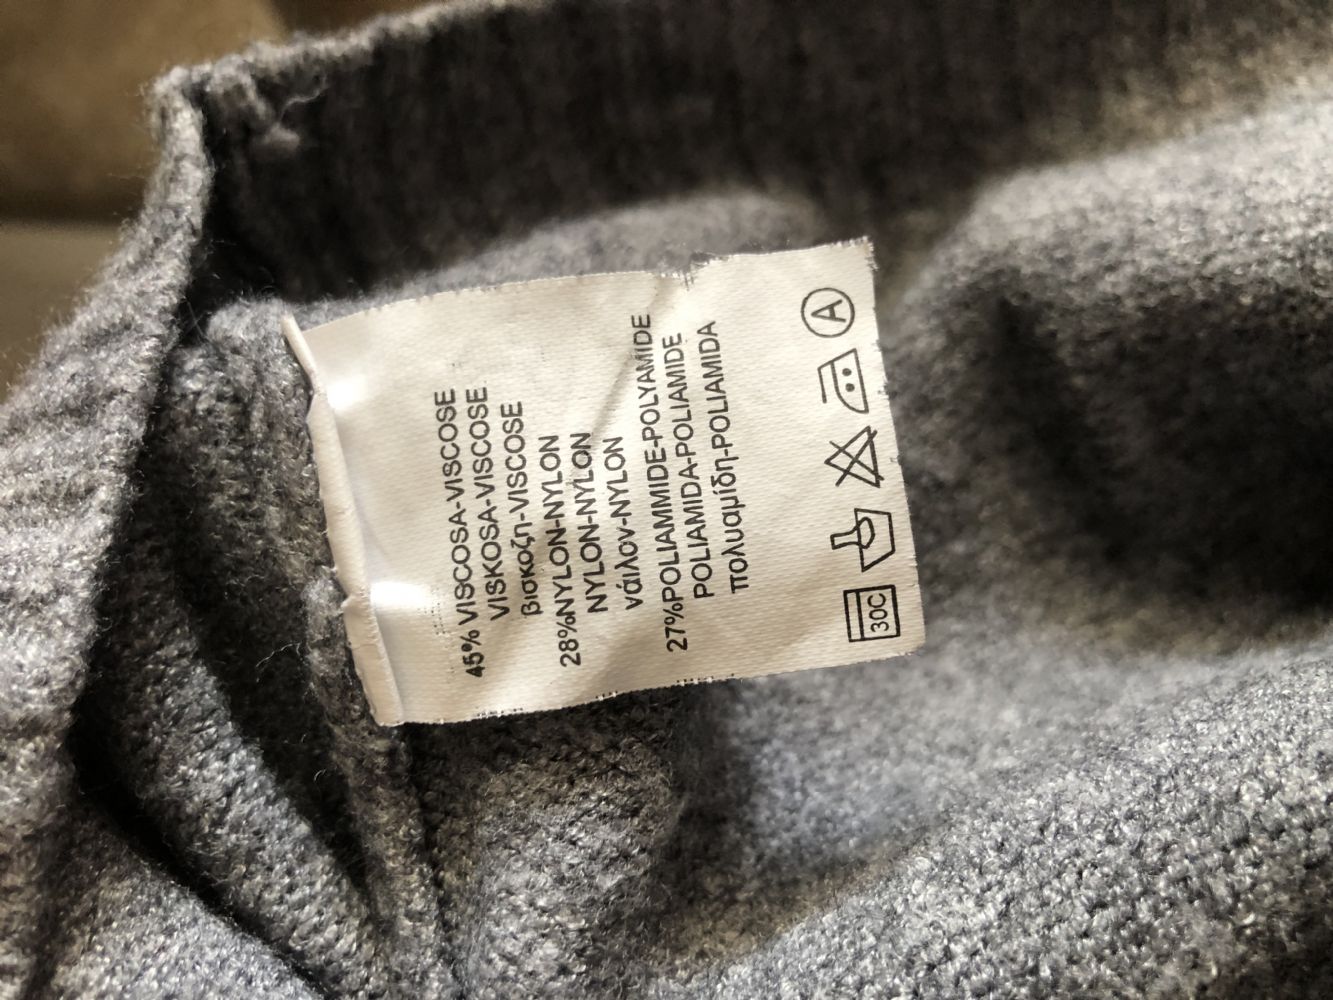 45% VISCOSA-VISCOSE
VISKOSA-VISCOSE
βισκοζη-VISCOSE
28%NYLON-NYLON
NYLON-NYLON
νάιλον-NYLON
27%POLIAMMIDE-POLYAMIDE
POLIAMIDA-POLIAMIDE
πολυαμίδη-POLIAMIDA
30C
A